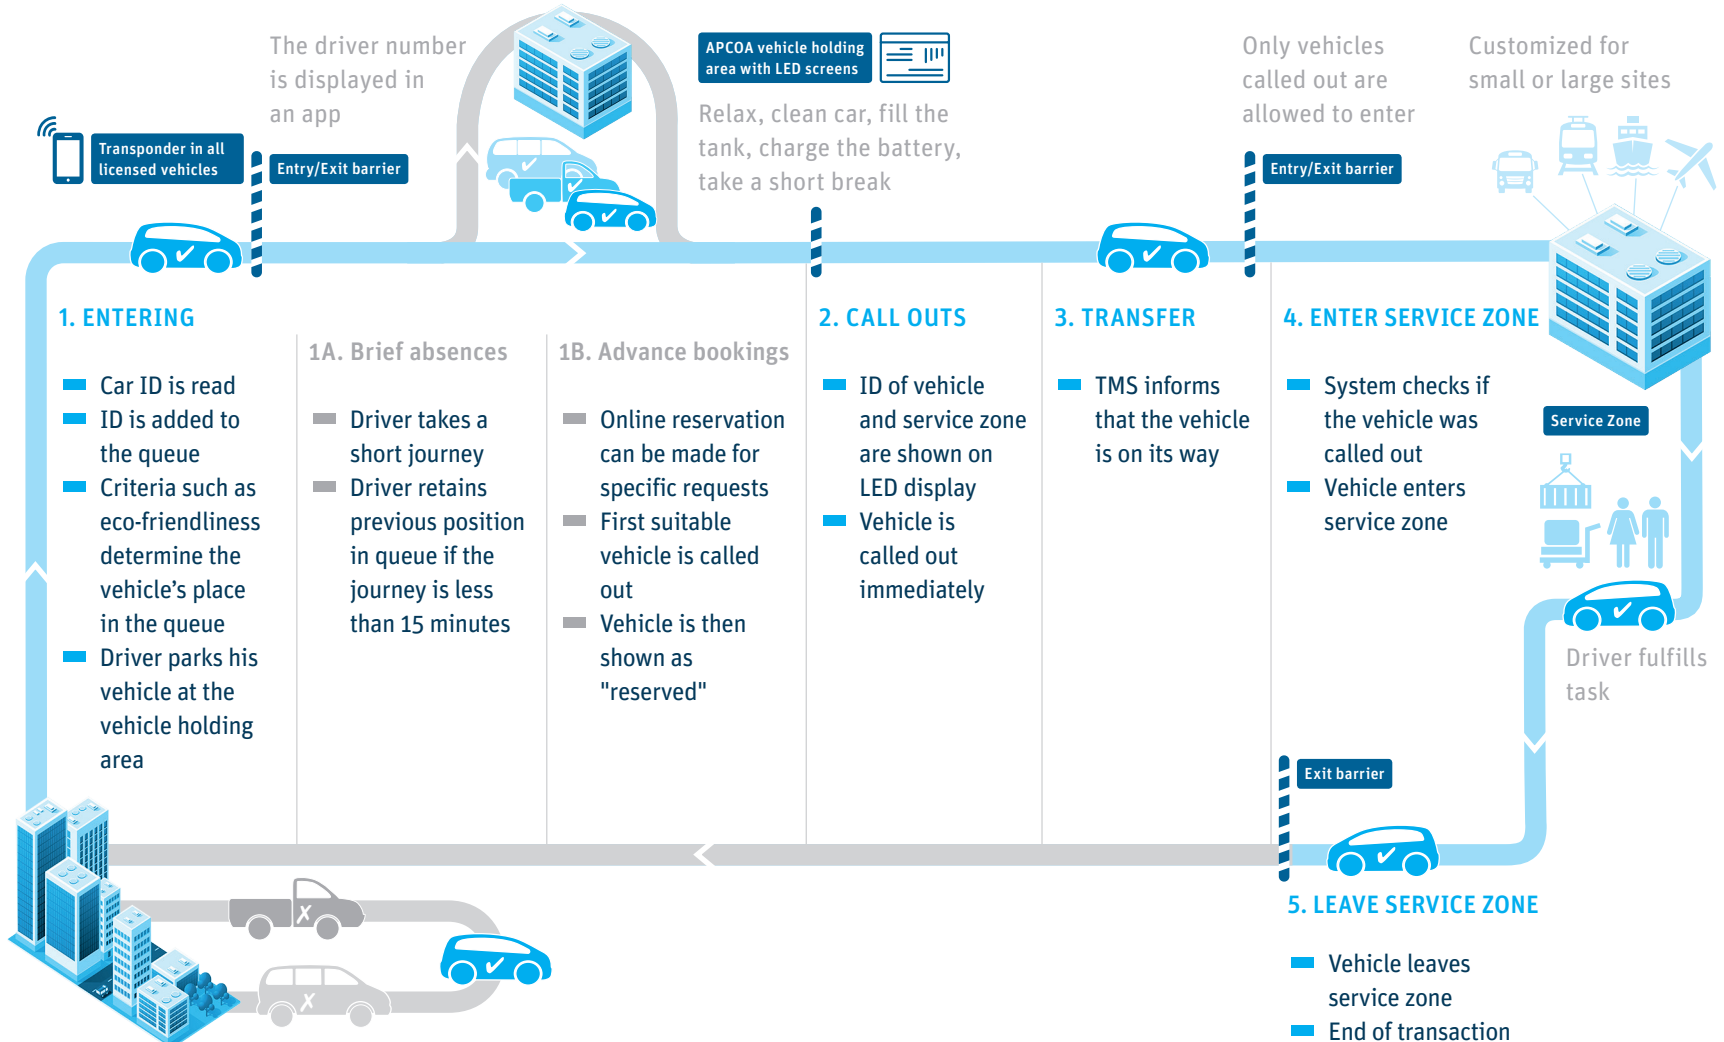 The driver number
is displayed in
an app
APCOA vehicle holding
area with LED screens
Relax, clean car, fill the
tank, charge the battery,
take a short break
Only vehicles
called out are
allowed to enter
Customized for
small or large sites
Transponder in all
licensed vehicles
Entry/Exit barrier
Entry/Exit barrier
1. ENTERING
Car ID is read
ID is added to
the queue
Criteria such as
eco-friendliness
determine the
vehicle's place
in the queue
Driver parks his
vehicle at the
vehicle holding
area
1A. Brief absences
Driver takes a
short journey
Driver retains
previous position
in queue if the
journey is less
than 15 minutes
1B. Advance bookings
Online reservation
can be made for
specific requests
First suitable
vehicle is called
out
Vehicle is then
shown as
"reserved"
2. CALL OUTS
ID of vehicle
and service zone
are shown on
LED display
Vehicle is
called out
immediately
3. TRANSFER
TMS informs
that the vehicle
is on its way
4. ENTER SERVICE ZONE
System checks if
the vehicle was
called out
Vehicle enters
service zone
Service Zone
Driver fulfills
task
Exit barrier
5. LEAVE SERVICE ZONE
Vehicle leaves
service zone
End of transaction